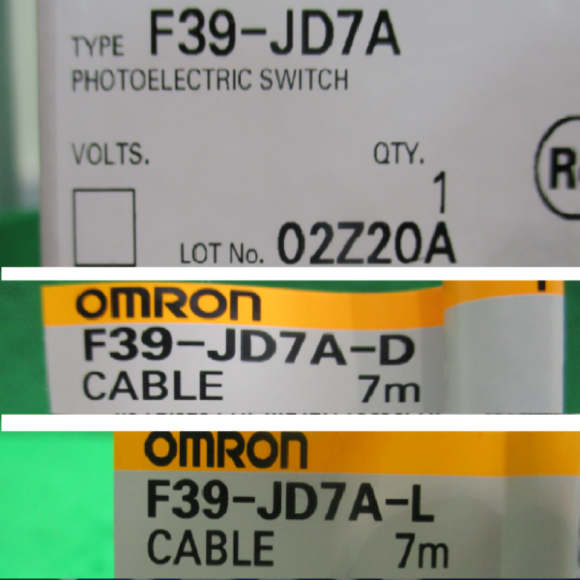 TYPE F39-JD7A
PHOTOELECTRIC SWITCH
VOLTS. QTY.
1
LOT No. 02Z20A
OMRON
F39-JD7A-D
CABLE 7m
OMRON
F39-JD7A-L
CABLE 7m